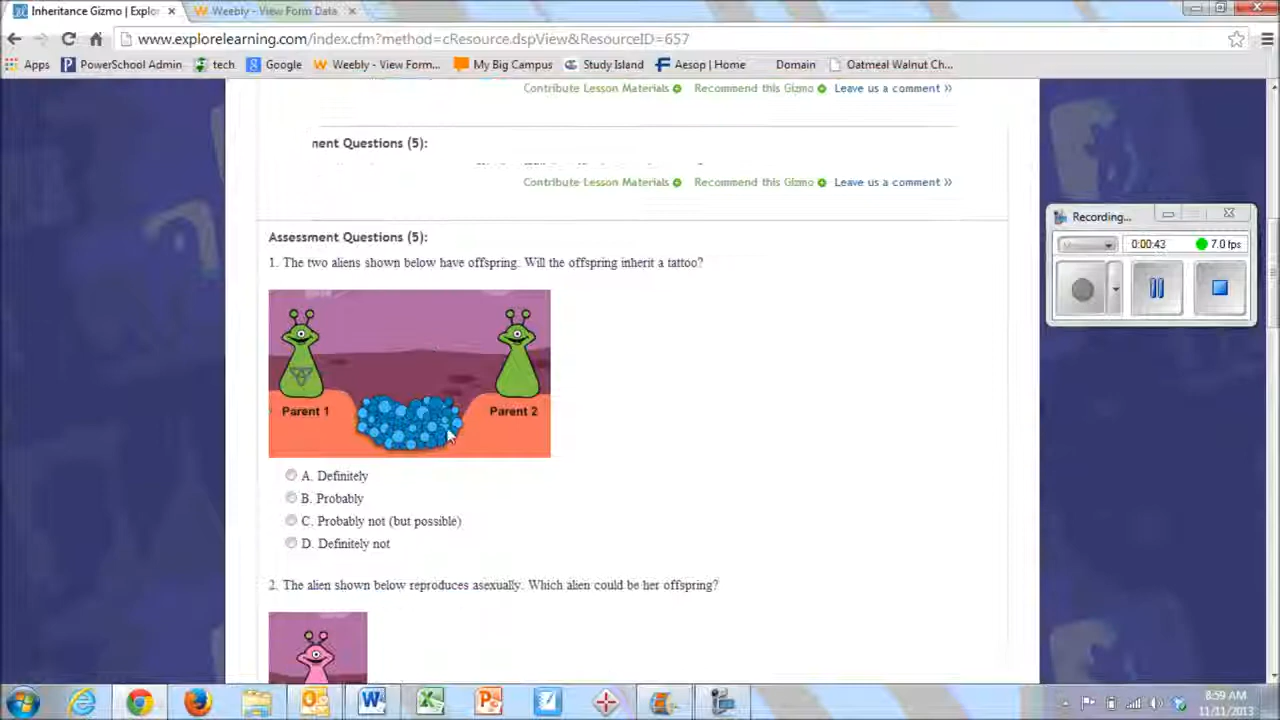 Inheritance Gizmo | Explo
Weebly - View Form Data
www.explorelearning.com/index.cfm?method=cResource.dspView&ResourceID=657
Apps PowerSchool Admin tech Google Weebly - View Form... My Big Campus Study Island Aesop | Home Domain Oatmeal Walnut Ch...
Contribute Lesson Materials Recommend this Gizmo Leave us a comment »
ment Questions (5):
Contribute Lesson Materials Recommend this Gizmo Leave us a comment »
Recording...
0:00:43 7.0 fps
Assessment Questions (5):
1. The two aliens shown below have offspring. Will the offspring inherit a tattoo?
Parent 1 Parent 2
A. Definitely
B. Probably
C. Probably not (but possible)
D. Definitely not
2. The alien shown below reproduces asexually. Which alien could be her offspring?
8:59 AM
11/11/2013